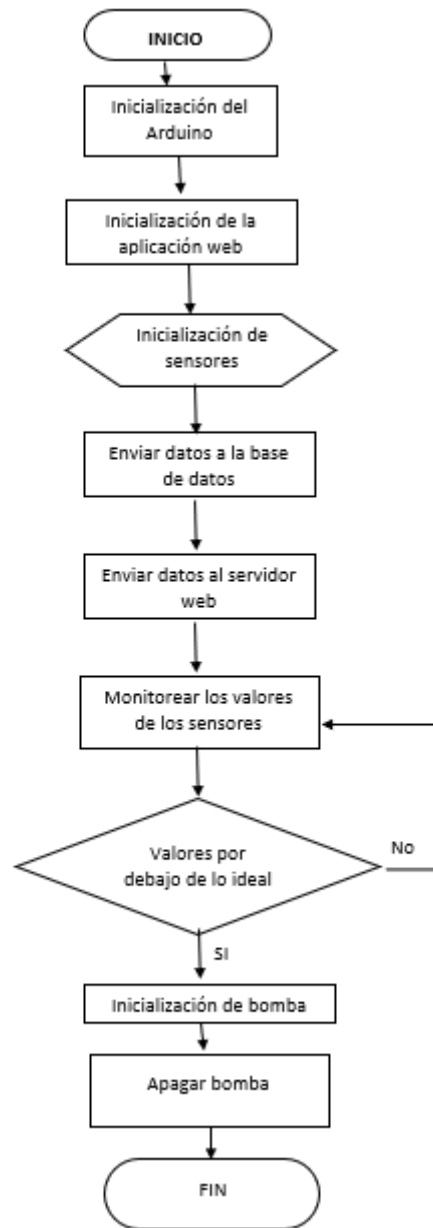 INICIO
Inicialización del
Arduino
Inicialización de la
aplicación web
Inicialización de
sensores
Enviar datos a la base
de datos
Enviar datos al servidor
web
Monitorear los valores
de los sensores
Valores por
debajo de lo ideal
No
SI
Inicialización de bomba
Apagar bomba
FIN